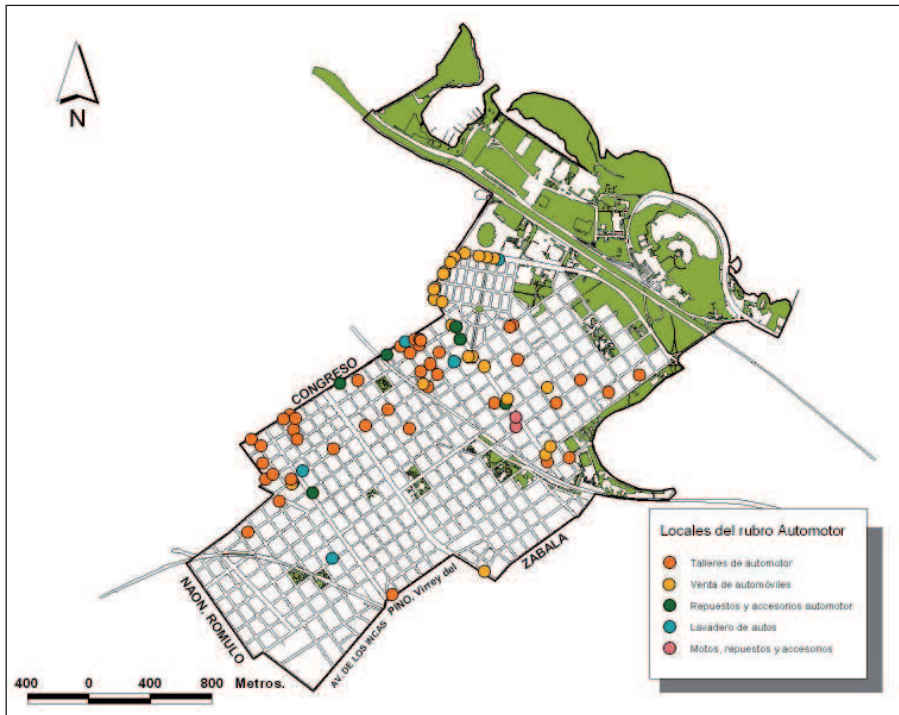 N
CONGRESO
ZABALA
PINO, Virrey del
NAON, ROMULO
AV. DE LOS INCAS
Locales del rubro Automotor
Talleres de automotor
Venta de automóviles
Repuestos y accesorios automotor
Lavadero de autos
Motos, repuestos y accesorios
400 0 400 800 Metros.